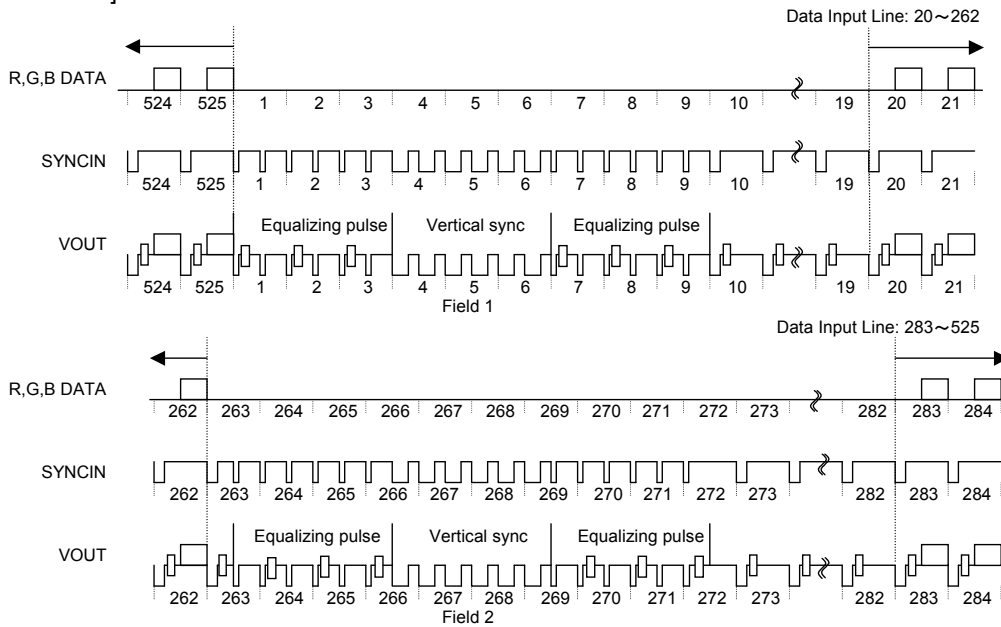 ]
Data Input Line: 20～262
R,G,B DATA
524 525 1 2 3 4 5 6 7 8 9 10 19 20 21
SYNCIN
524 525 1 2 3 4 5 6 7 8 9 10 19 20 21
Equalizing pulse Vertical sync Equalizing pulse
VOUT
524 525 1 2 3 4 5 6 7 8 9 10 19 20 21
Field 1
Data Input Line: 283～525
R,G,B DATA
262 263 264 265 266 267 268 269 270 271 272 273 282 283 284
SYNCIN
262 263 264 265 266 267 268 269 270 271 272 273 282 283 284
Equalizing pulse Vertical sync Equalizing pulse
VOUT
262 263 264 265 266 267 268 269 270 271 272 273 282 283 284
Field 2